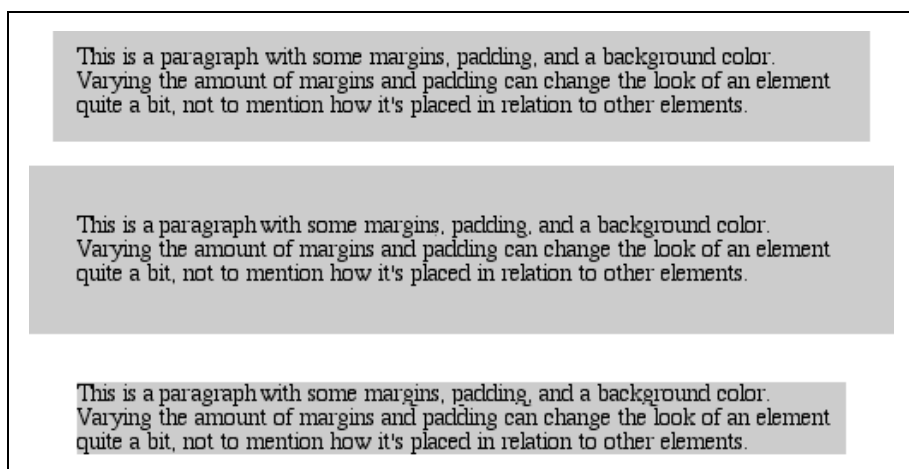 This is a paragraph with some margins, padding, and a background color.
Varying the amount of margins and padding can change the look of an element
quite a bit, not to mention how it's placed in relation to other elements.
This is a paragraph with some margins, padding, and a background color.
Varying the amount of margins and padding can change the look of an element
quite a bit, not to mention how it's placed in relation to other elements.
This is a paragraph with some margins, padding, and a background color.
Varying the amount of margins and padding can change the look of an element
quite a bit, not to mention how it's placed in relation to other elements.